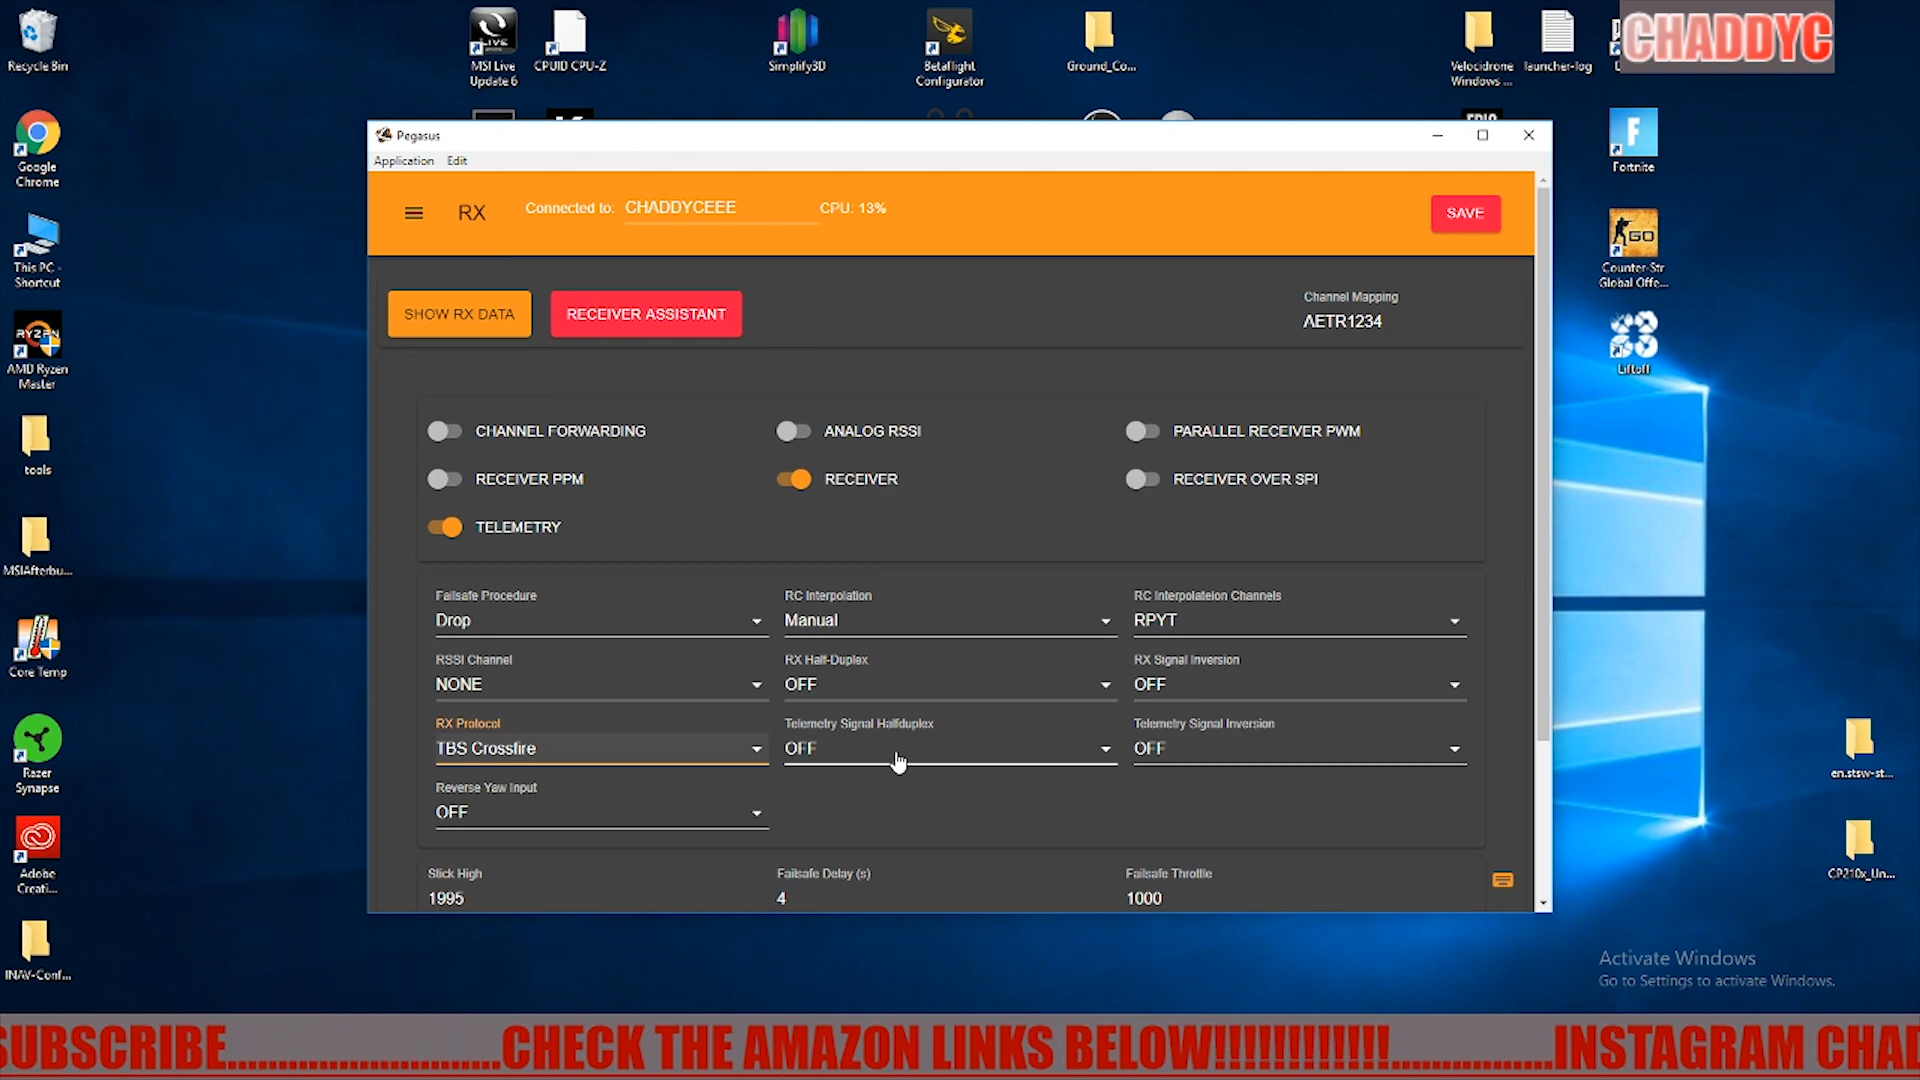 Recycle Bin
MSI Live
Update 6
CPUID CPU-Z
Simplify3D
Betaflight
Configurator
Ground_Co...
Velocidrone
Windows ...
launcher-log
CHADDYC
Google
Chrome
This PC -
Shortcut
RYZEN
AMD Ryzen
Master
tools
MSIAfterbu...
Core Temp
Razer
Synapse
Adobe
Creati...
INAV-Conf...
Fortnite
GO
Counter-Str
Global Offe...
Liftoff
en.stsw-st...
CP210x_Un...
Pegasus
Application Edit
RX Connected to: CHADDYCEEE CPU: 13% SAVE
SHOW RX DATA RECEIVER ASSISTANT
Channel Mapping
AETR1234
CHANNEL FORWARDING ANALOG RSSI PARALLEL RECEIVER PWM
RECEIVER PPM RECEIVER RECEIVER OVER SPI
TELEMETRY
Failsafe Procedure RC Interpolation RC Interpolateion Channels
Drop Manual RPYT
RSSI Channel RX Half-Duplex RX Signal Inversion
NONE OFF OFF
RX Protocol Telemetry Signal Halfduplex Telemetry Signal Inversion
TBS Crossfire OFF OFF
Reverse Yaw Input
OFF
Stick High Failsafe Delay (s) Failsafe Throttle
1995 4 1000
Activate Windows
Go to Settings to activate Windows.
SUBSCRIBE..........................CHECK THE AMAZON LINKS BELOW!!!!!!!!!!!!...............INSTAGRAM CHAD